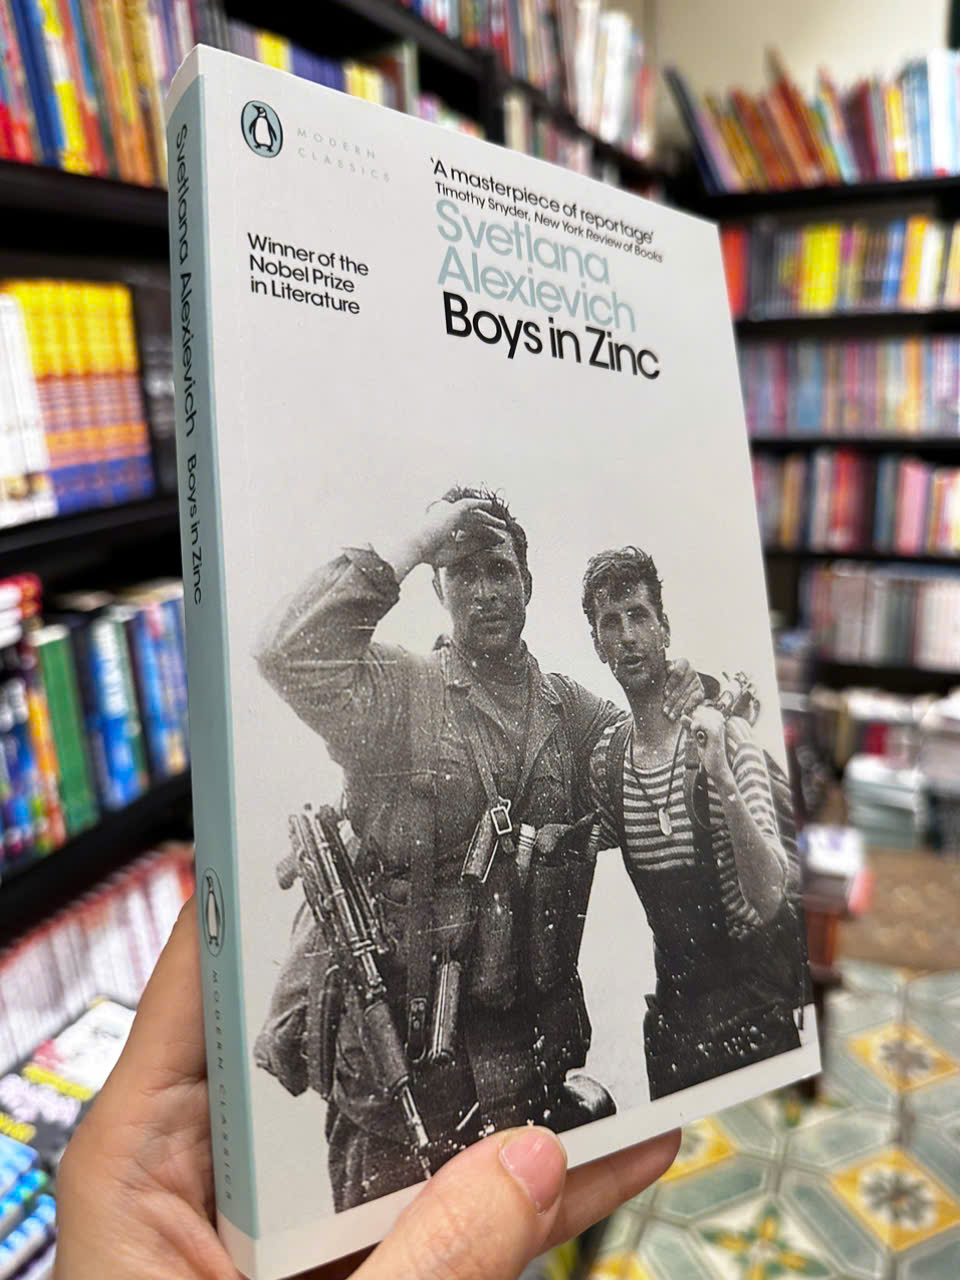 MODERN
CLASSICS
'A masterpiece of reportage'
Timothy Snyder, New York Review of Books
Svetlana
Alexievich
Boys in Zinc
Winner of the
Nobel Prize
in Literature
Svetlana Alexievich Boys in Zinc
MODERN CLASSICS